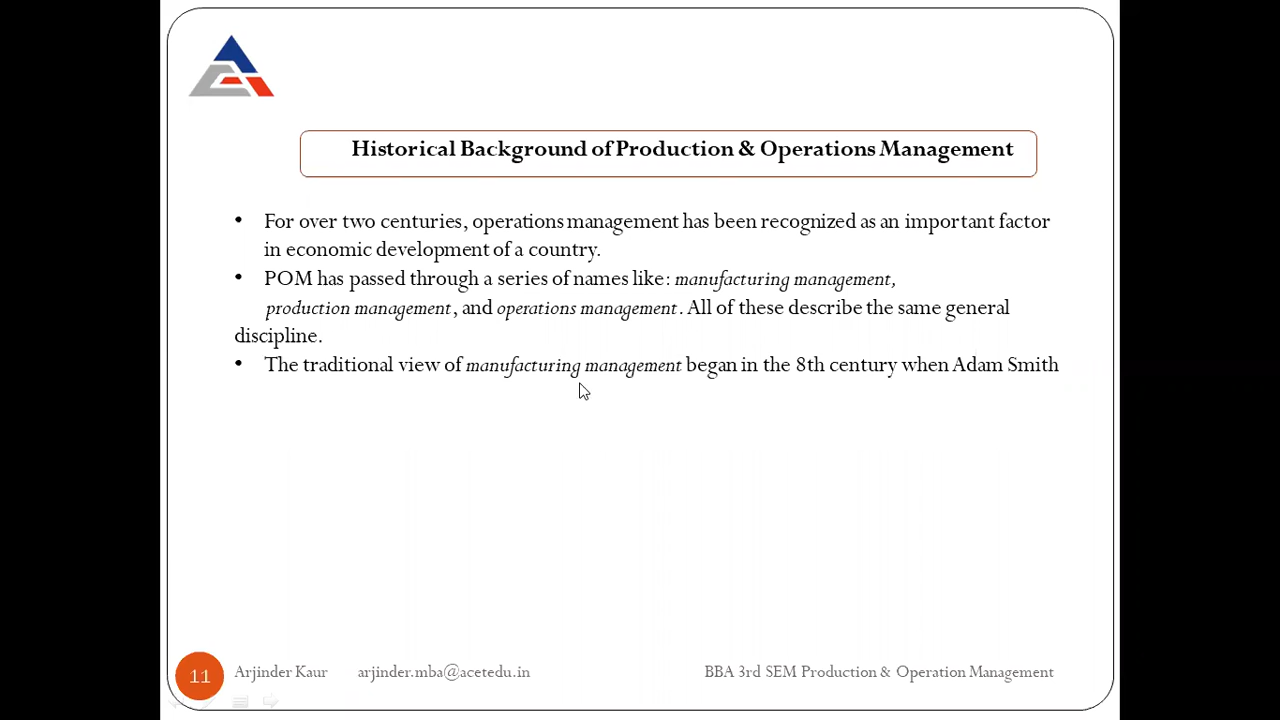 Historical Background of Production & Operations Management
• For over two centuries, operations management has been recognized as an important factor
in economic development of a country.
• POM has passed through a series of names like: manufacturing management,
production management, and operations management. All of these describe the same general
discipline.
• The traditional view of manufacturing management began in the 8th century when Adam Smith
11 Arjinder Kaur arjinder.mba@acetedu.in BBA 3rd SEM Production & Operation Management